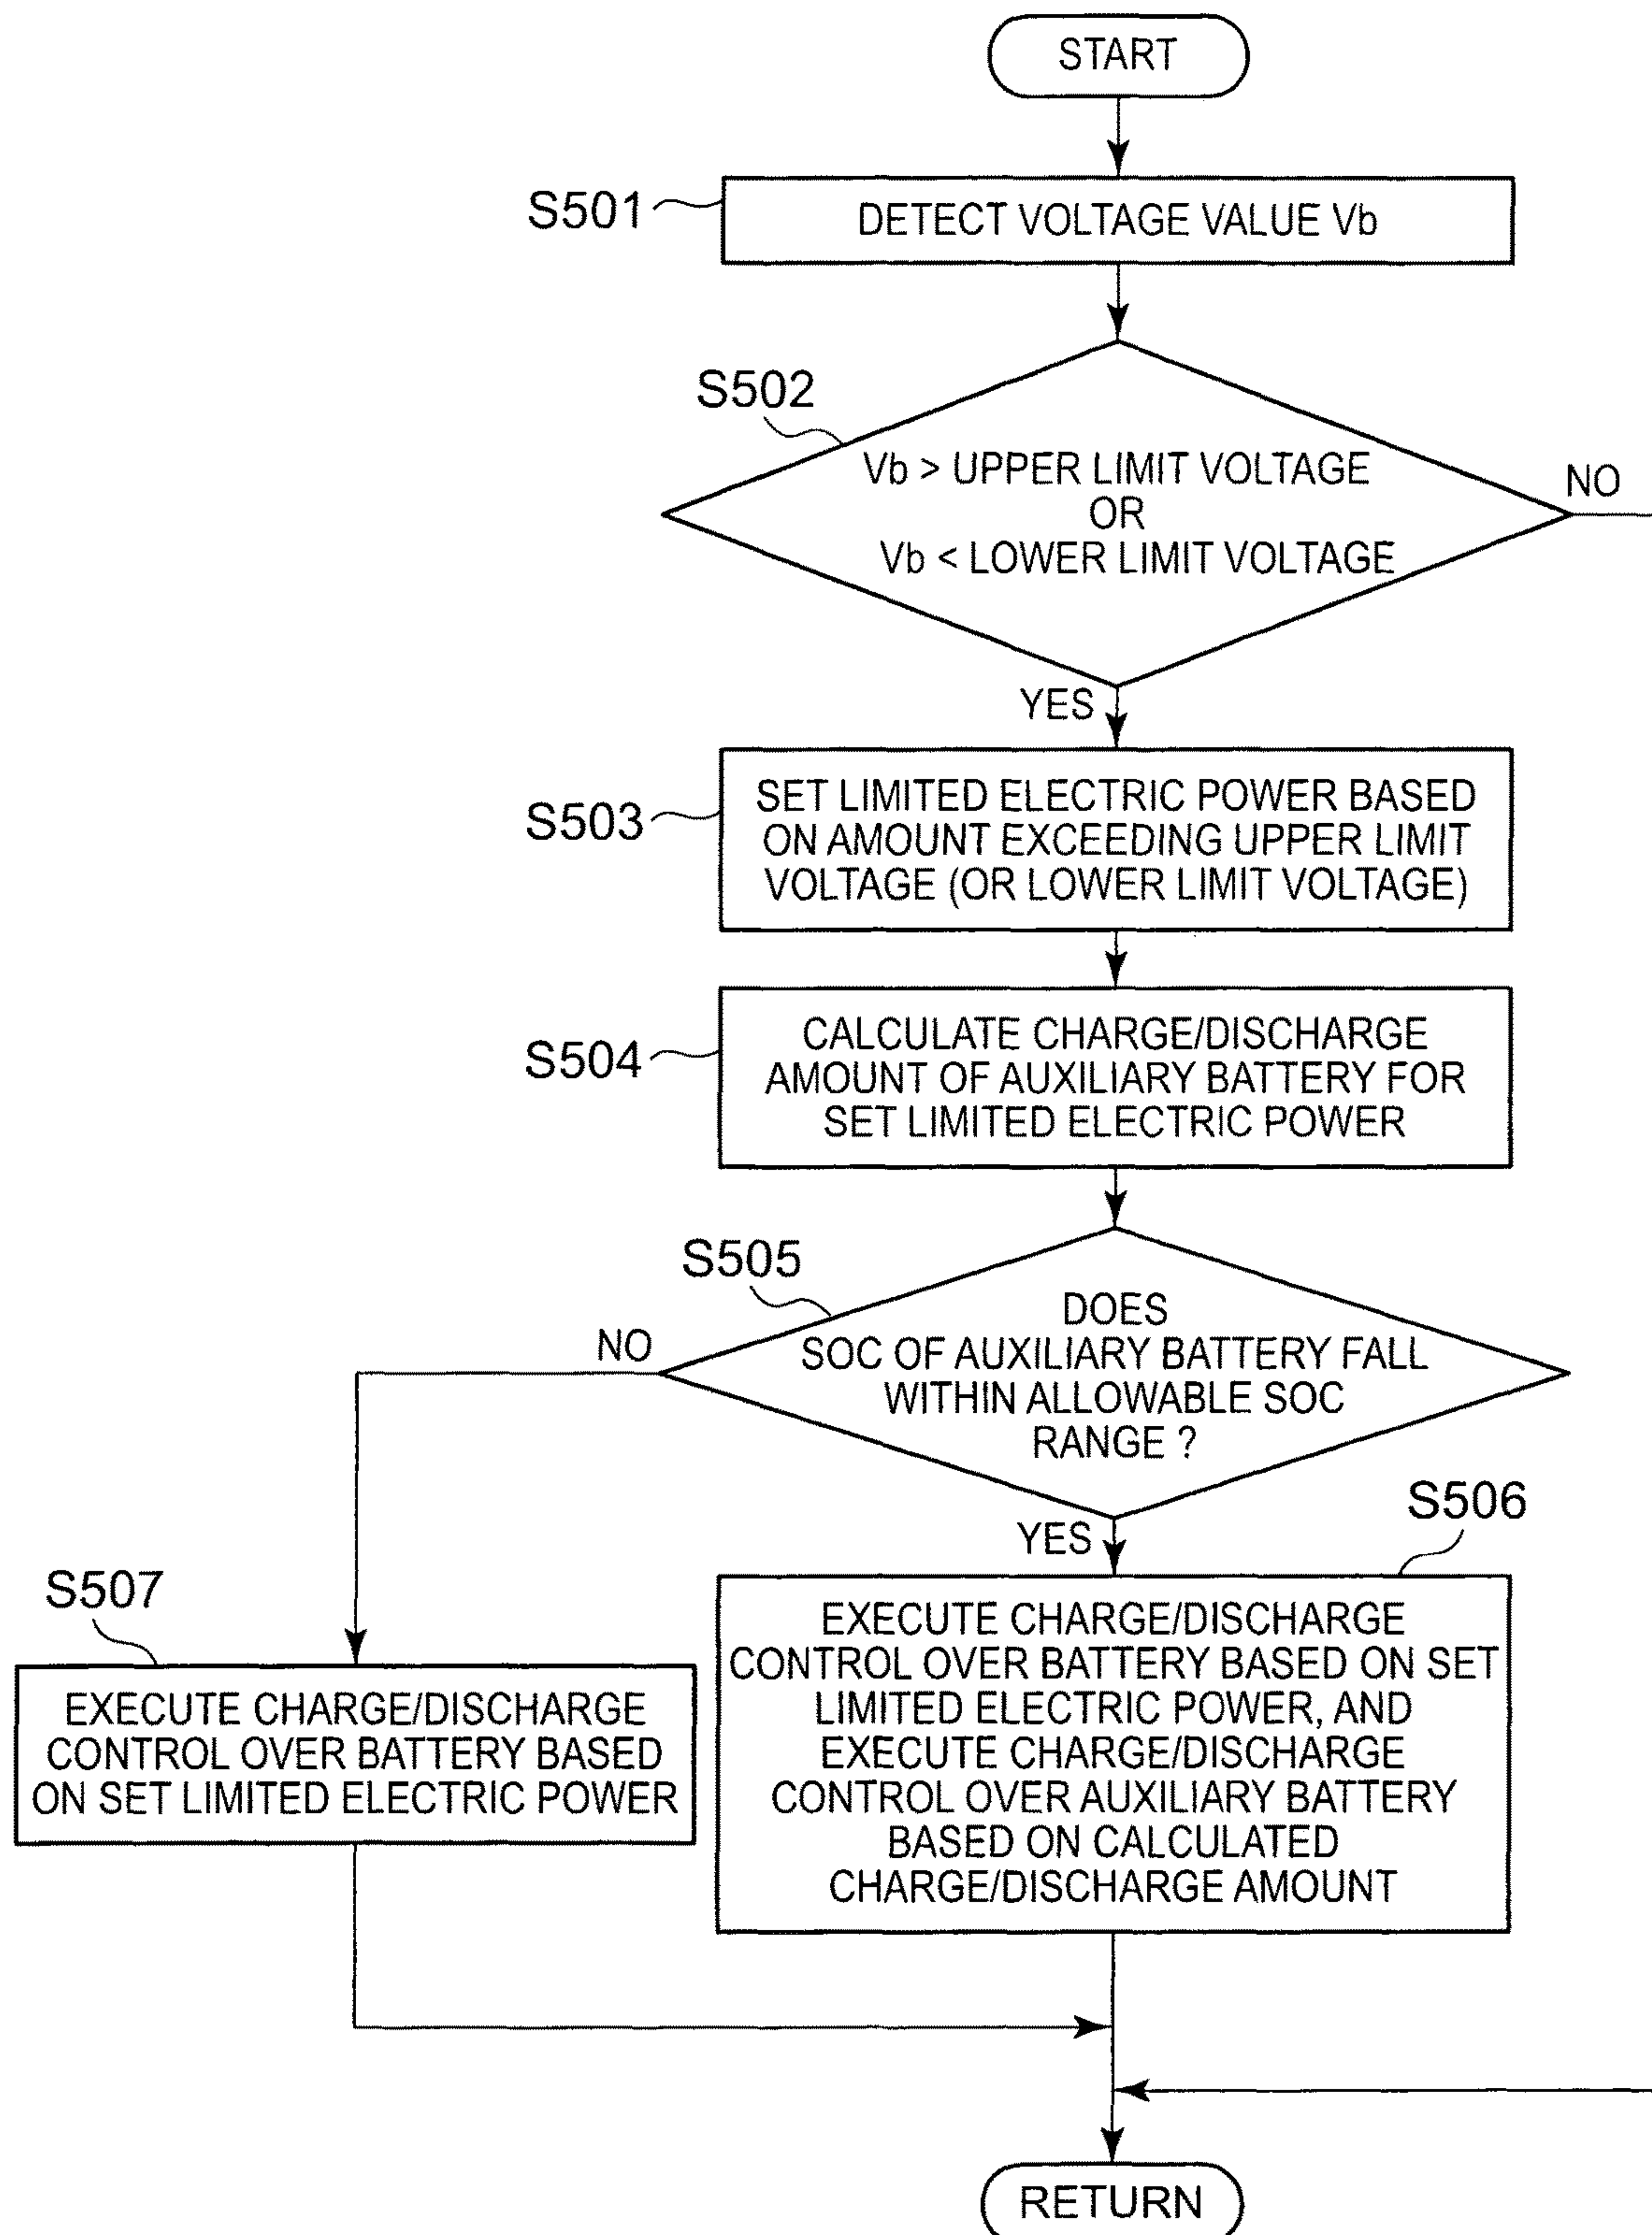 START
S501
DETECT VOLTAGE VALUE Vb
S502
Vb > UPPER LIMIT VOLTAGE
OR
Vb < LOWER LIMIT VOLTAGE
NO
YES
S503
SET LIMITED ELECTRIC POWER BASED
ON AMOUNT EXCEEDING UPPER LIMIT
VOLTAGE (OR LOWER LIMIT VOLTAGE)
S504
CALCULATE CHARGE/DISCHARGE
AMOUNT OF AUXILIARY BATTERY FOR
SET LIMITED ELECTRIC POWER
S505
DOES
SOC OF AUXILIARY BATTERY FALL
WITHIN ALLOWABLE SOC
RANGE ?
NO
YES
S506
EXECUTE CHARGE/DISCHARGE
CONTROL OVER BATTERY BASED ON SET
LIMITED ELECTRIC POWER, AND
EXECUTE CHARGE/DISCHARGE
CONTROL OVER AUXILIARY BATTERY
BASED ON CALCULATED
CHARGE/DISCHARGE AMOUNT
S507
EXECUTE CHARGE/DISCHARGE
CONTROL OVER BATTERY BASED
ON SET LIMITED ELECTRIC POWER
RETURN